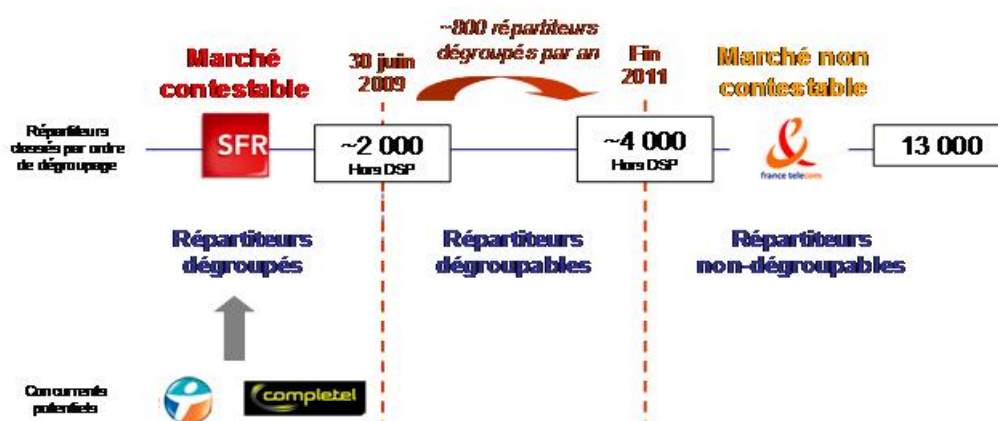 ~800 répartiteurs
dégroupés par an
Marché
contestable
30 juin
2009
Fin
2011
Marché non
contestable
Répartiteurs
classés par ordre
de dégroupage
SFR
~2 000
Hors DSP
~4 000
Hors DSP
france telecom
13 000
Répartiteurs
dégroupés
Répartiteurs
dégroupables
Répartiteurs
non-dégroupables
Concurrents
potentiels
completel